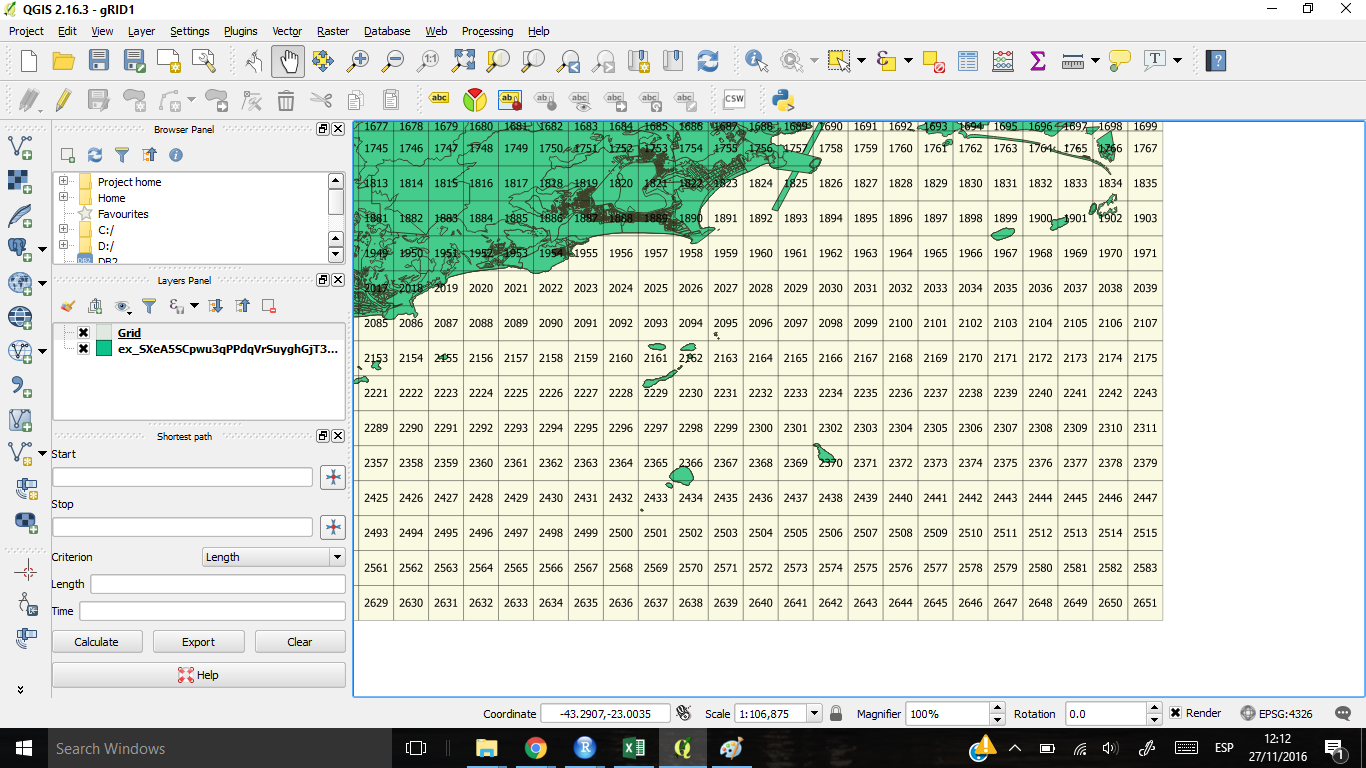 QGIS 2.16.3 - gRID1
Project Edit View Layer Settings Plugins Vector Raster Database Web Processing Help
abc abc CSW
Browser Panel
Project home
Home
Favourites
C:/
D:/
DB2
Layers Panel
Grid
ex_SXeA5SCpwu3qPPdqVrSuyghGjT3...
Shortest path
Start
Stop
Criterion Length
Length
Time
Calculate Export Clear
Help
1677 1678 1679 1680 1681 1682 1683 1684 1685 1686 1687 1688 1689 1690 1691 1692 1693 1694 1695 1696 1697 1698 1699
1745 1746 1747 1748 1749 1750 1751 1752 1753 1754 1755 1756 1757 1758 1759 1760 1761 1762 1763 1764 1765 1766 1767
1813 1814 1815 1816 1817 1818 1819 1820 1821 1822 1823 1824 1825 1826 1827 1828 1829 1830 1831 1832 1833 1834 1835
1881 1882 1883 1884 1885 1886 1887 1888 1889 1890 1891 1892 1893 1894 1895 1896 1897 1898 1899 1900 1901 1902 1903
1949 1950 1951 1952 1953 1954 1955 1956 1957 1958 1959 1960 1961 1962 1963 1964 1965 1966 1967 1968 1969 1970 1971
2017 2018 2019 2020 2021 2022 2023 2024 2025 2026 2027 2028 2029 2030 2031 2032 2033 2034 2035 2036 2037 2038 2039
2085 2086 2087 2088 2089 2090 2091 2092 2093 2094 2095 2096 2097 2098 2099 2100 2101 2102 2103 2104 2105 2106 2107
2153 2154 2155 2156 2157 2158 2159 2160 2161 2162 2163 2164 2165 2166 2167 2168 2169 2170 2171 2172 2173 2174 2175
2221 2222 2223 2224 2225 2226 2227 2228 2229 2230 2231 2232 2233 2234 2235 2236 2237 2238 2239 2240 2241 2242 2243
2289 2290 2291 2292 2293 2294 2295 2296 2297 2298 2299 2300 2301 2302 2303 2304 2305 2306 2307 2308 2309 2310 2311
2357 2358 2359 2360 2361 2362 2363 2364 2365 2366 2367 2368 2369 2370 2371 2372 2373 2374 2375 2376 2377 2378 2379
2425 2426 2427 2428 2429 2430 2431 2432 2433 2434 2435 2436 2437 2438 2439 2440 2441 2442 2443 2444 2445 2446 2447
2493 2494 2495 2496 2497 2498 2499 2500 2501 2502 2503 2504 2505 2506 2507 2508 2509 2510 2511 2512 2513 2514 2515
2561 2562 2563 2564 2565 2566 2567 2568 2569 2570 2571 2572 2573 2574 2575 2576 2577 2578 2579 2580 2581 2582 2583
2629 2630 2631 2632 2633 2634 2635 2636 2637 2638 2639 2640 2641 2642 2643 2644 2645 2646 2647 2648 2649 2650 2651
Coordinate -43.2907,-23.0035 Scale 1:106,875 Magnifier 100% Rotation 0.0 Render EPSG:4326
Search Windows
ESP
12:12
27/11/2016
1